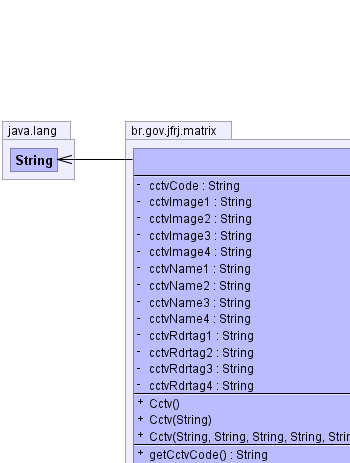 java.lang
br.gov.jfrj.matrix
String
- cctvCode : String
- cctvImage1 : String
- cctvImage2 : String
- cctvImage3 : String
- cctvImage4 : String
- cctvName1 : String
- cctvName2 : String
- cctvName3 : String
- cctvName4 : String
- cctvRdrtag1 : String
- cctvRdrtag2 : String
- cctvRdrtag3 : String
- cctvRdrtag4 : String
+ Cctv()
+ Cctv(String)
+ Cctv(String, String, String, String,
+ getCctvCode() : String